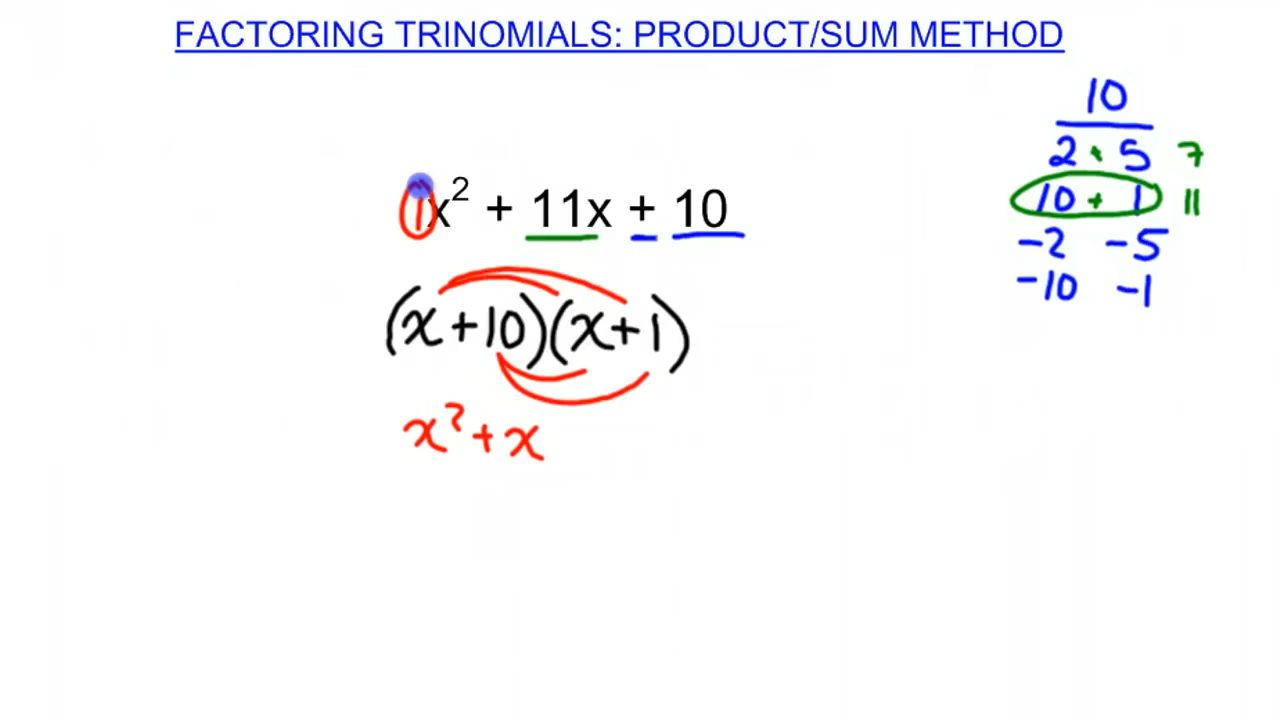 FACTORING TRINOMIALS: PRODUCT/SUM METHOD
10
2 + 5 7
10 + 1 11
-2 -5
-10 -1
1x² + 11x + 10
(x+10)(x+1)
x²+x